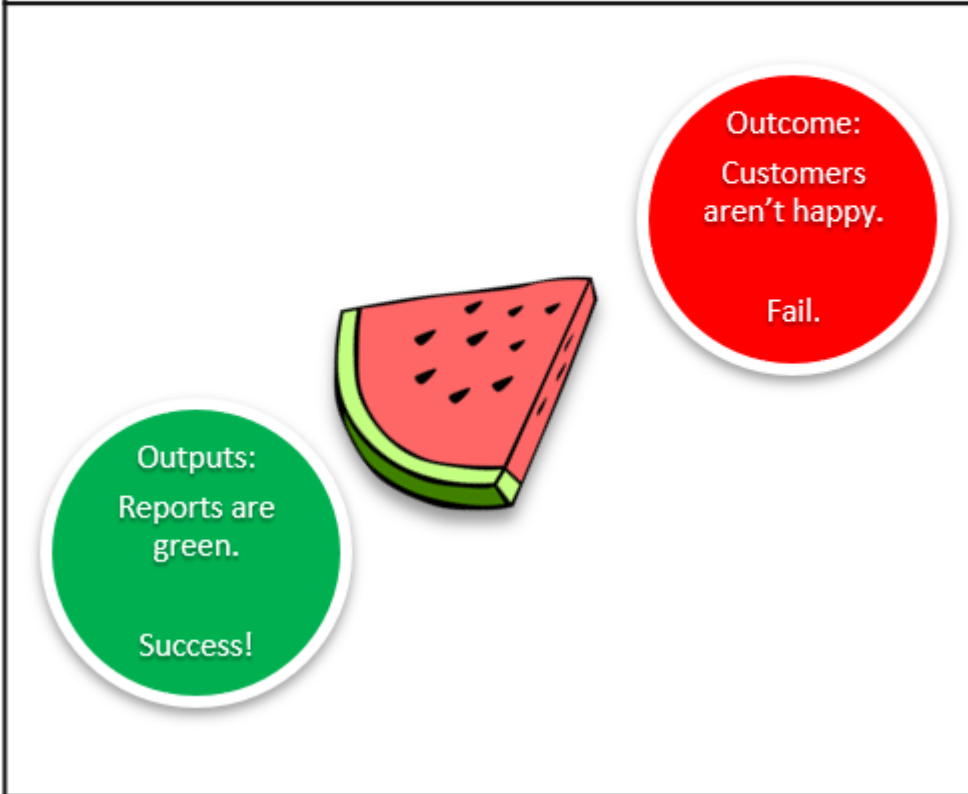 Outcome:
Customers
aren’t happy.
Fail.
Outputs:
Reports are
green.
Success!